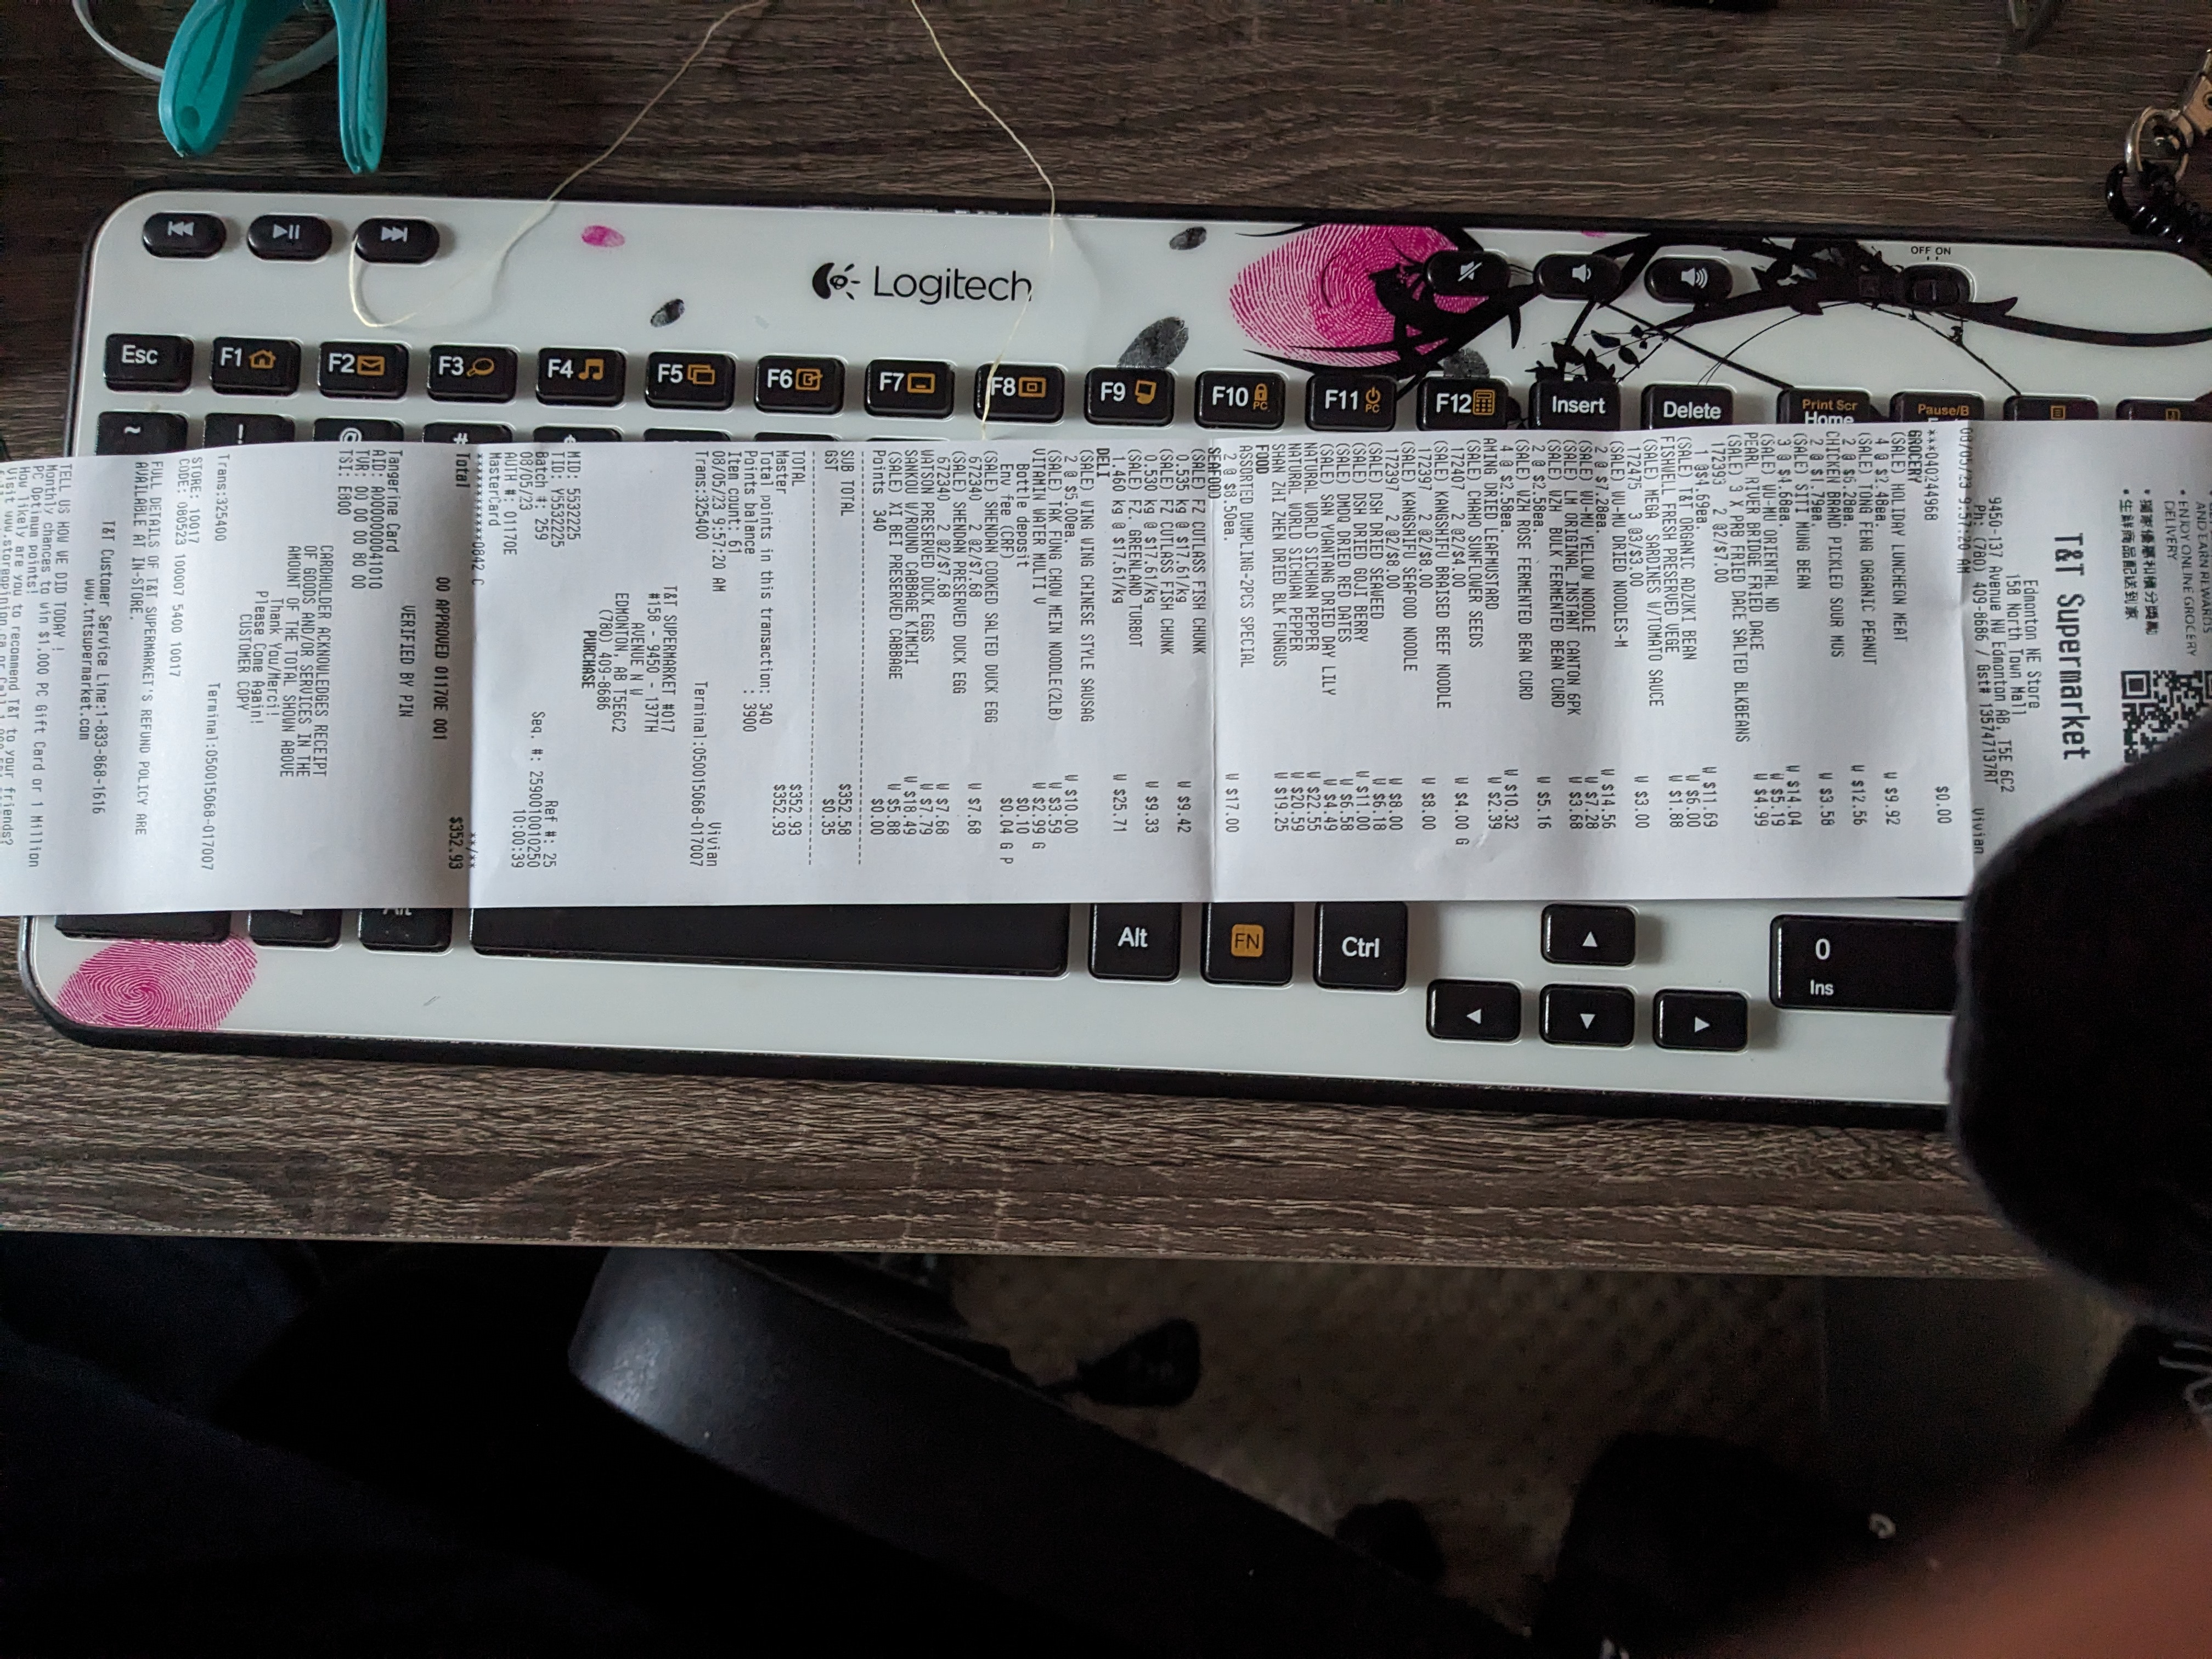 • ENJOY ONLINE GROCERY
DELIVERY
• 獨家優惠和積分獎勵
• 生鮮商品配送到家
T&T Supermarket
Edmonton NE Store
158 North Town Mall
9450-137 Avenue NW Edmonton AB, T5E 6C2
Ph: (780) 409-8686 / Gst# 135747137RT
08/05/23 9:57:20 AM Vivian
***040244968 $0.00
GROCERY
(SALE) HOLIDAY LUNCHEON MEAT
4 @ $2.48ea. W $9.92
(SALE) TONG FENG ORGANIC PEANUT
2 @ $6.28ea. W $12.56
CHICKEN BRAND PICKLED SOUR MUS
2 @ $1.79ea. W $3.58
(SALE) SITI MUNG BEAN
3 @ $4.68ea. W $14.04
(SALE) WU-MU ORIENTAL ND W $5.19
PEARL RIVER BRIDGE FRIED DACE W $4.99
(SALE) 3 X PRB FRIED DACE SALTED BLKBEANS
172393 2 @2/$7.00
1 @$4.69ea. W $11.69
(SALE) T&T ORGANIC ADZUKI BEAN W $6.00
FISHWELL FRESH PRESERVED VEGE W $1.88
(SALE) MEGA SARDINES W/TOMATO SAUCE
172475 3 @3/$3.00 W $3.00
(SALE) WU-MU DRIED NOODLES-M
2 @ $7.28ea. W $14.56
(SALE) WU-MU YELLOW NOODLE W $7.28
(SALE) LM ORIGINAL INSTANT CANTON 6PK W $3.68
(SALE) WZH BULK FERMENTED BEAN CURD
2 @ $2.58ea. W $5.16
(SALE) WZH ROSE FERMENTED BEAN CURD
4 @ $2.58ea. W $10.32
AMING DRIED LEAFMUSTARD W $2.39
(SALE) CHAHO SUNFLOWER SEEDS
172407 2 @2/$4.00 W $4.00 G
(SALE) KANGSHIFU BRAISED BEEF NOODLE
172397 2 @2/$8.00 W $8.00
(SALE) KANGSHIFU SEAFOOD NOODLE
172397 2 @2/$8.00 W $8.00
(SALE) DSH DRIED SEAWEED W $6.18
(SALE) DSH DRIED GOJI BERRY W $11.00
(SALE) DMDQ DRIED RED DATES W $6.58
(SALE) SAN YUANTANG DRIED DAY LILY W $4.49
NATURAL WORLD SICHUAN PEPPER W $22.55
NATURAL WORLD SICHUAN PEPPER W $20.59
SHAN ZHI ZHEN DRIED BLK FUNGUS W $19.25
FOOD
ASSORTED DUMPLING-2PCS SPECIAL
2 @ $8.50ea. W $17.00
SEAFOOD
(SALE) FZ CUTLASS FISH CHUNK
0.535 kg @ $17.61/kg W $9.42
(SALE) FZ CUTLASS FISH CHUNK
0.530 kg @ $17.61/kg W $9.33
(SALE) FZ. GREENLAND TURBOT
1.460 kg @ $17.61/kg W $25.71
DELI
(SALE) WING WING CHINESE STYLE SAUSAG
2 @ $5.00ea. W $10.00
(SALE) TAK FUNG CHOW MEIN NOODLE(2LB) W $3.59
VITAMIN WATER MULTI V W $2.99 G
Bottle deposit $0.10
Env fee (CRF) $0.04 G P
(SALE) SHENDAN COOKED SALTED DUCK EGG
672340 2 @2/$7.68 W $7.68
(SALE) SHENDAN PRESERVED DUCK EGG
672340 2 @2/$7.68 W $7.68
WATSON PRESERVED DUCK EGGS W $7.79
SANKOU W/ROUND CABBAGE KIMCHI W $18.49
(SALE) XI BEI PRESERVED CABBAGE W $5.88
Points 340 $0.00
--------------------
SUB TOTAL $352.58
GST $0.35
--------------------
TOTAL $352.93
Master $352.93
Total points in this transaction: 340
Points balance : 3900
Item count: 61
08/05/23 9:57:20 AM Vivian
Trans:325400 Terminal:050015068-017007
T&T SUPERMARKET #017
#158 - 9450 - 137TH
AVENUE N W
EDMONTON, AB T5E6C2
(780) 409-8686
PURCHASE
MID: 5532225
TID: Y5532225 Ref #: 25
Batch #: 259 Seq. #: 2590010010250
08/05/23 10:00:39
AUTH #: 01170E
MasterCard
************0842 C **/**
Total $352.93
00 APPROVED 01170E 001
VERIFIED BY PIN
Tangerine Card
AID: A0000000041010
TVR: 00 00 00 80 00
TSI: E800
CARDHOLDER ACKNOWLEDGES RECEIPT
OF GOODS AND/OR SERVICES IN THE
AMOUNT OF THE TOTAL SHOWN ABOVE
Thank You/Merci!
Please Come Again!
CUSTOMER COPY
Trans:325400 Terminal:050015068-017007
STORE: 10017
CODE: 080523 100007 5400 10017
FULL DETAILS OF T&T SUPERMARKET'S REFUND POLICY ARE
AVAILABLE AT IN-STORE.
T&T Customer Service Line:1-833-868-1616
www.tntsupermarket.com
TELL US HOW WE DID TODAY !
Monthly chances to win $1,000 PC Gift Card or 1 Million
PC Optimum points!
How likely are you to recommend T&T to your friends?
Logitech
OFF ON
Esc F1 F2 F3 F4 F5 F6 F7 F8 F9 F10 PC F11 PC F12 Insert Delete Print Scr Home Pause/B
~ ! @ #
Alt Alt FN Ctrl 0 Ins